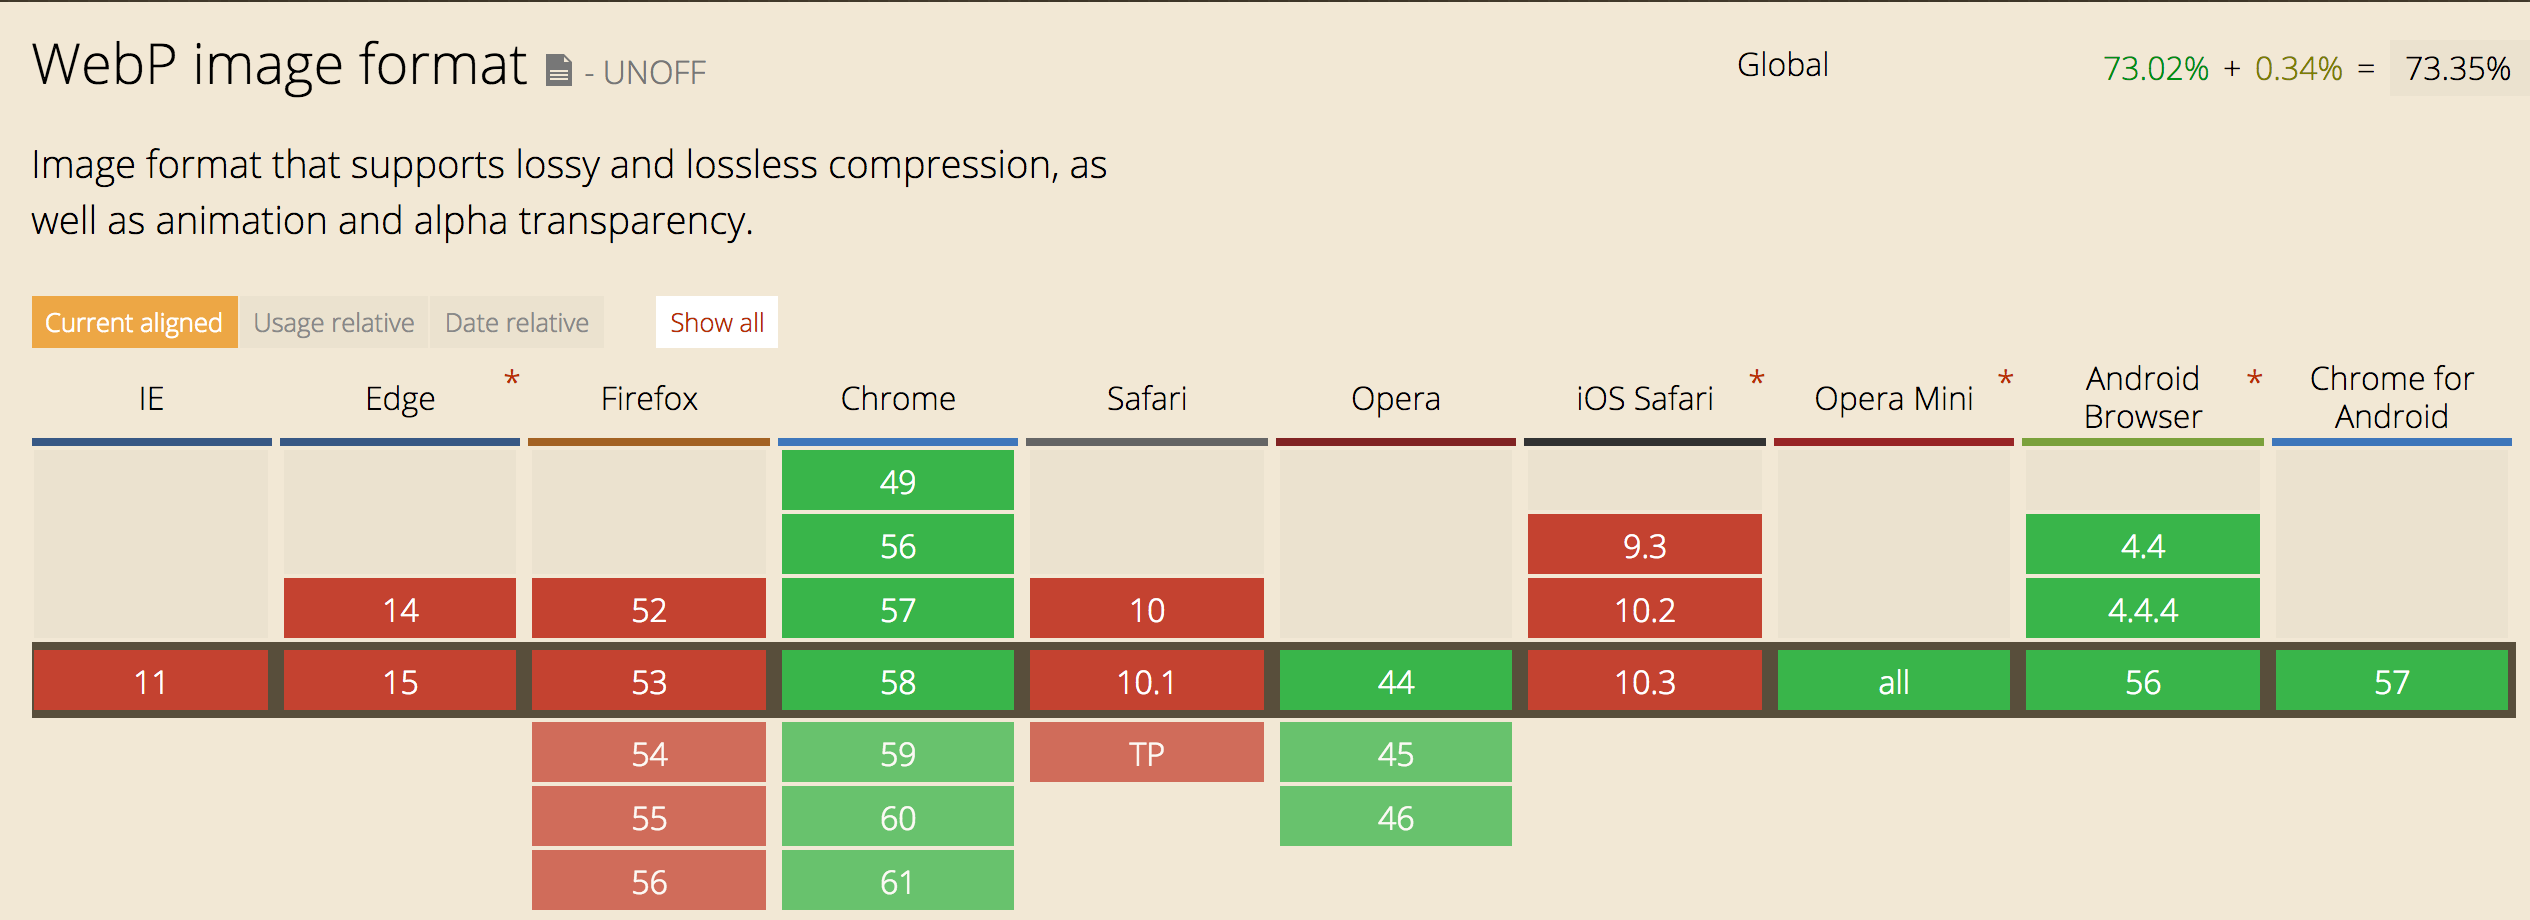 WebP image format - UNOFF
Global 73.02% + 0.34% = 73.35%
Image format that supports lossy and lossless compression, as
well as animation and alpha transparency.
Current aligned Usage relative Date relative Show all
IE Edge * Firefox Chrome Safari Opera iOS Safari * Opera Mini * Android Browser * Chrome for Android
49
56 9.3 4.4
14 52 57 10 10.2 4.4.4
11 15 53 58 10.1 44 10.3 all 56 57
54 59 TP 45
55 60 46
56 61